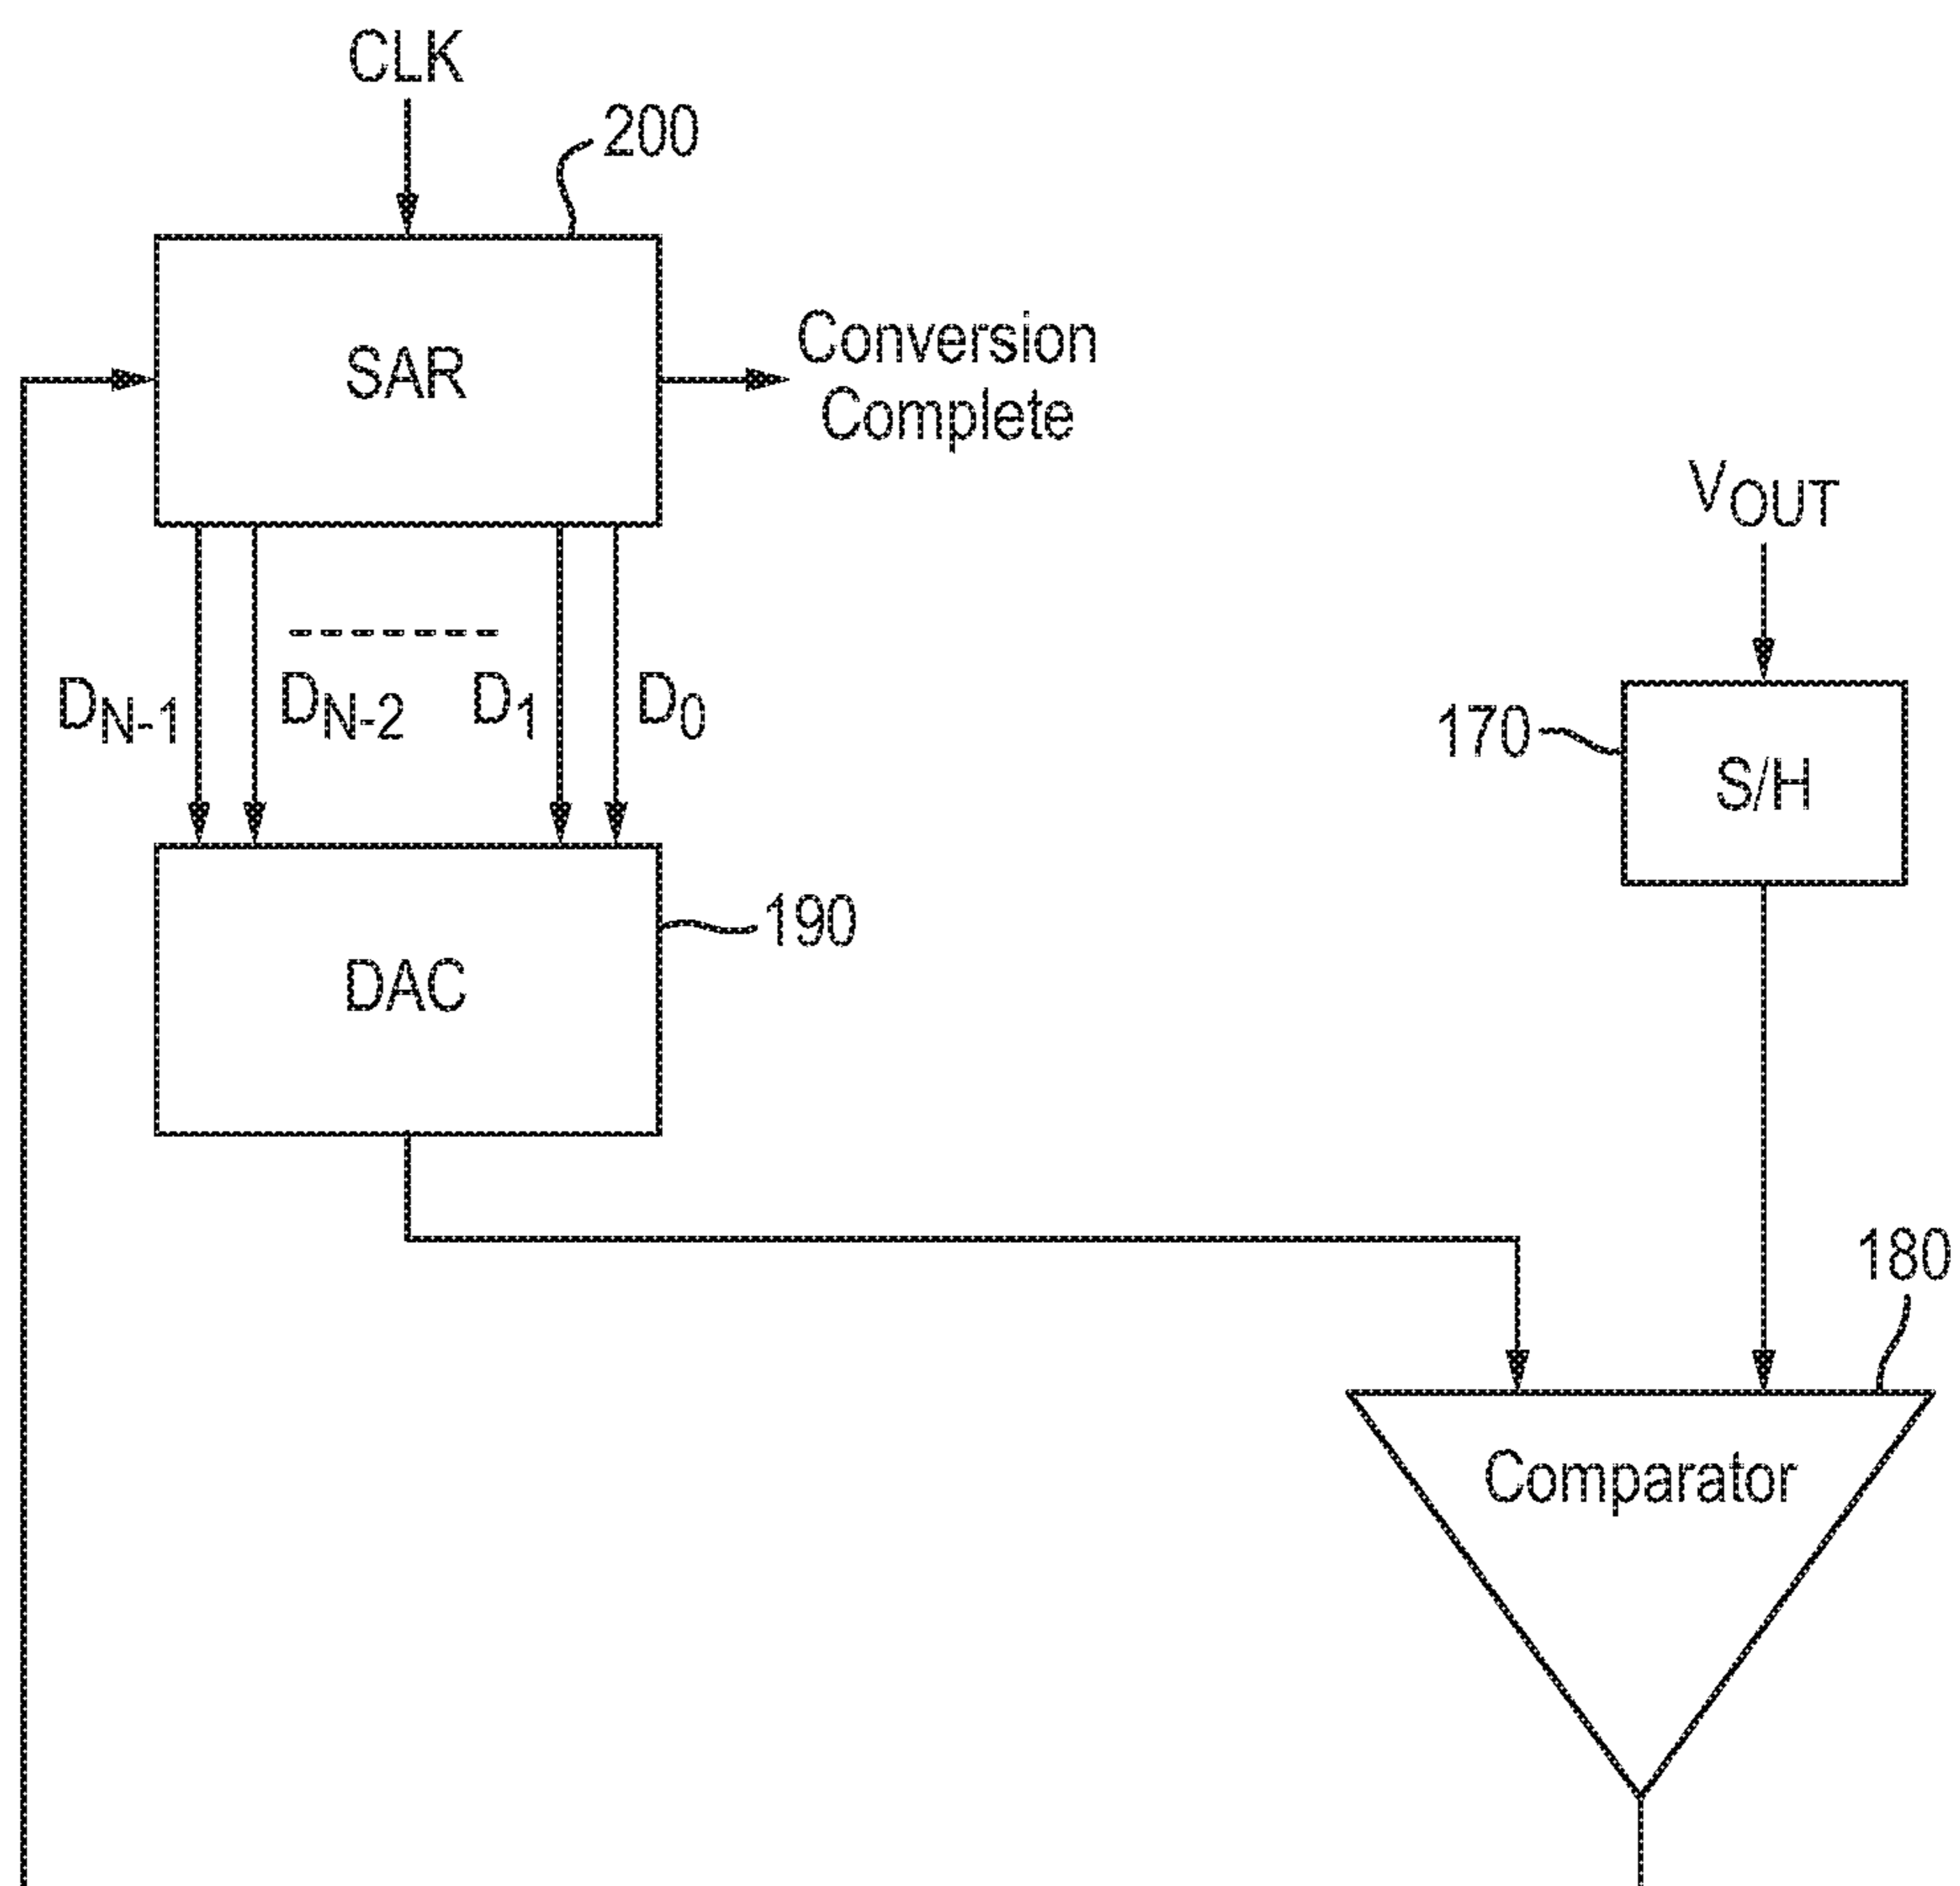 CLK
200
SAR
Conversion
Complete
VOUT
DN-1
DN-2
D1
D0
170
S/H
190
DAC
180
Comparator